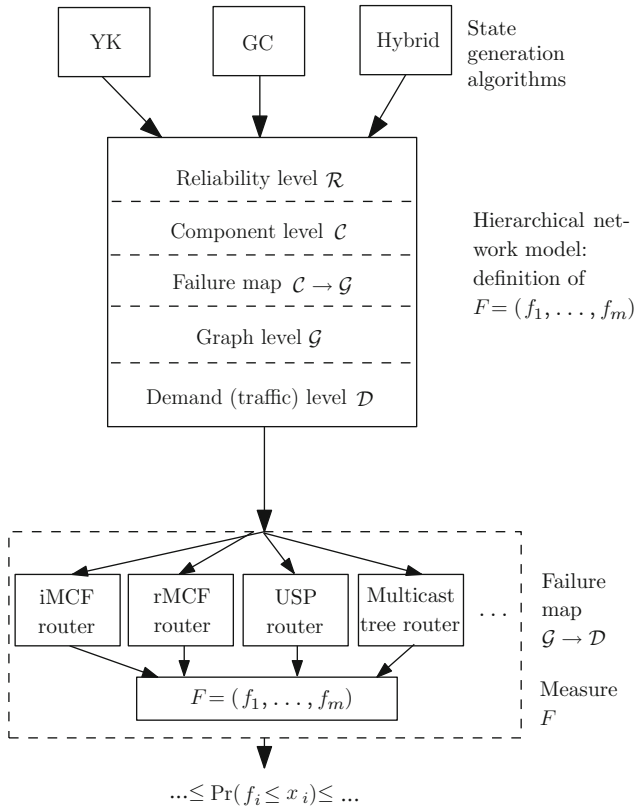 YK
GC
Hybrid
State
generation
algorithms
Reliability level ℛ
Component level 𝒞
Failure map 𝒞 → 𝒢
Graph level 𝒢
Demand (traffic) level 𝒟
Hierarchical net-
work model:
definition of
F = (f₁, . . . , fₘ)
iMCF
router
rMCF
router
USP
router
Multicast
tree router
. . .
Failure
map
𝒢 → 𝒟
F = (f₁, . . . , fₘ)
Measure
F
...≤ Pr(fᵢ ≤ xᵢ) ≤ ...